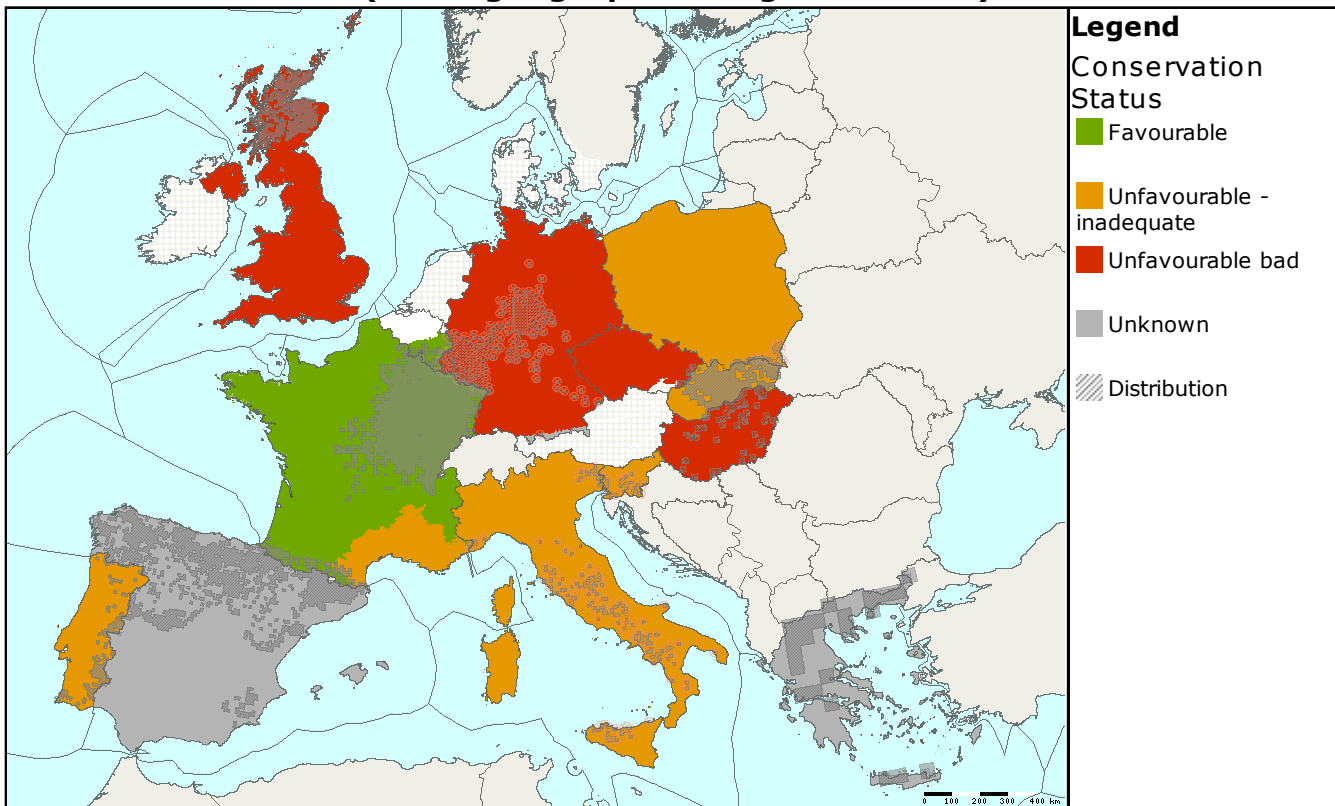 Legend
Conservation
Status
Favourable
Unfavourable -
inadequate
Unfavourable bad
Unknown
Distribution
0 100 200 300 400 km